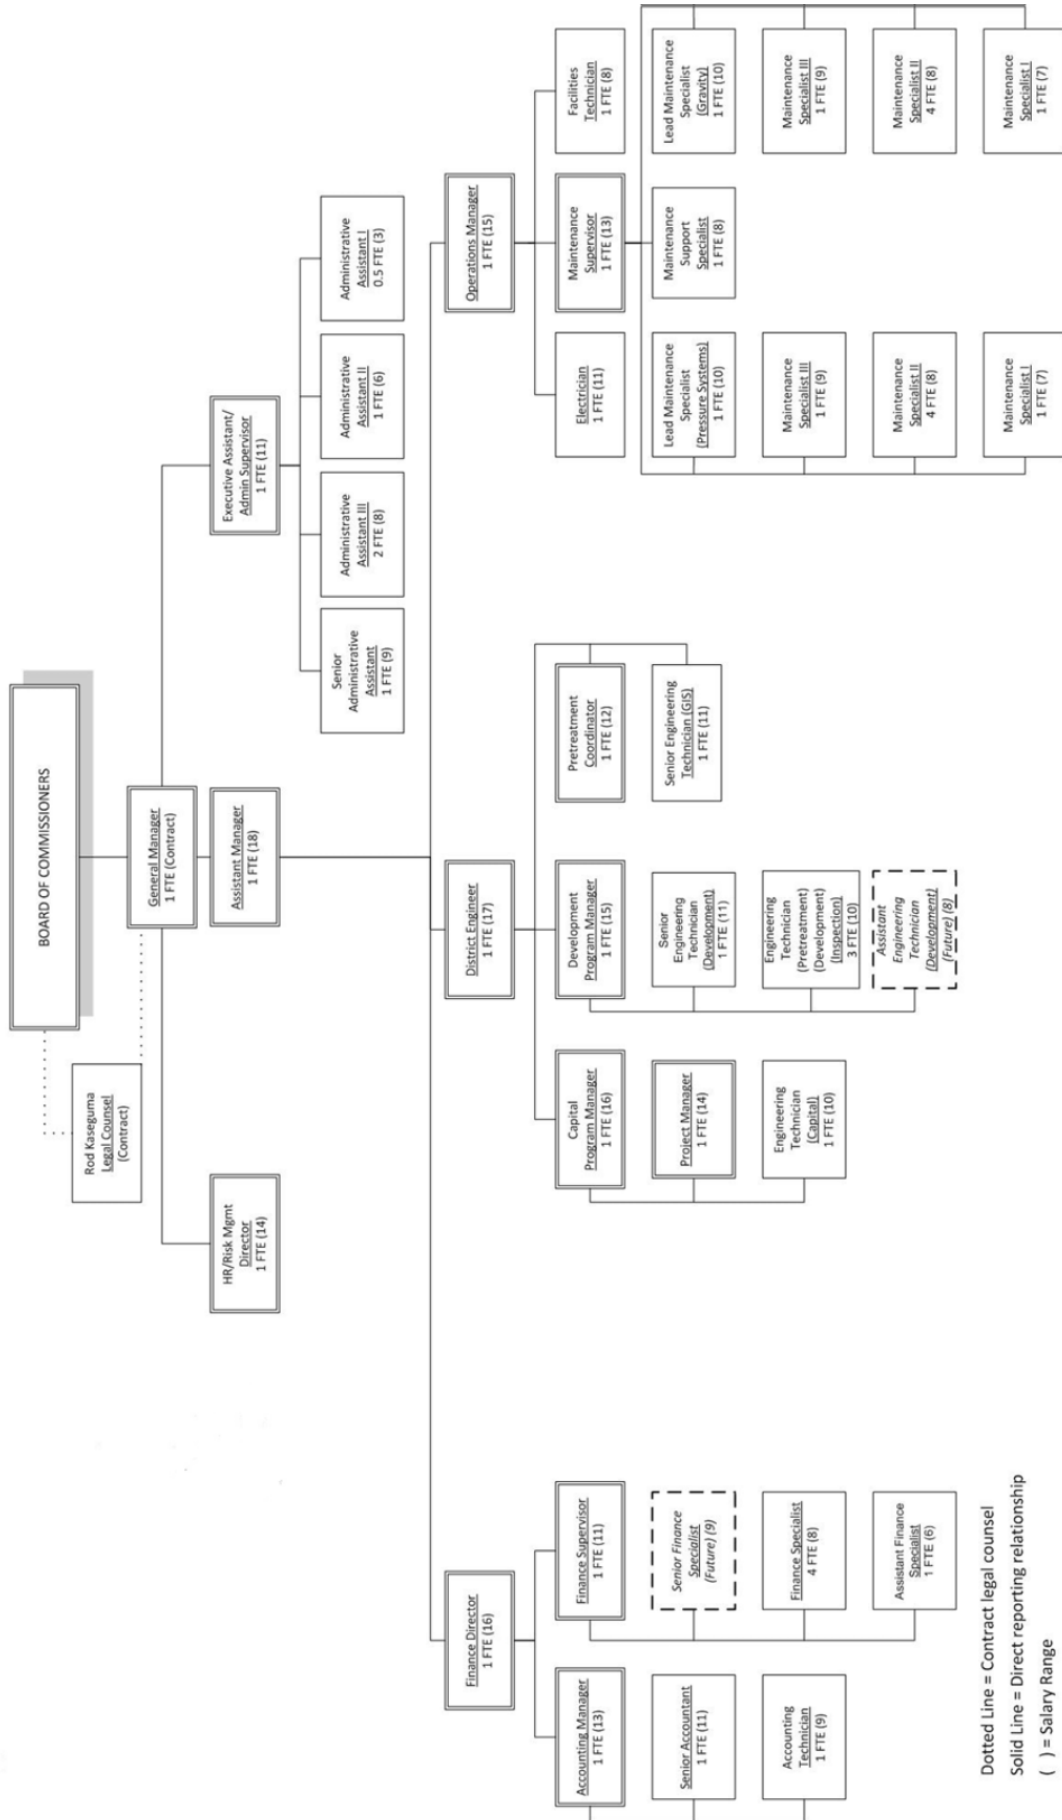 BOARD OF COMMISSIONERS
Rod Kaseguma
Legal Counsel
(Contract)
General Manager
1 FTE (Contract)
HR/Risk Mgmt
Director
1 FTE (14)
Assistant Manager
1 FTE (18)
Executive Assistant/
Admin Supervisor
1 FTE (11)
Senior
Administrative
Assistant
1 FTE (9)
Administrative
Assistant III
2 FTE (8)
Administrative
Assistant II
1 FTE (6)
Administrative
Assistant I
0.5 FTE (3)
Finance Director
1 FTE (16)
District Engineer
1 FTE (17)
Operations Manager
1 FTE (15)
Accounting Manager
1 FTE (13)
Senior Accountant
1 FTE (11)
Accounting
Technician
1 FTE (9)
Finance Supervisor
1 FTE (11)
Senior Finance
Specialist
(Future) (9)
Finance Specialist
4 FTE (8)
Assistant Finance
Specialist
1 FTE (6)
Capital
Program Manager
1 FTE (16)
Project Manager
1 FTE (14)
Engineering
Technician
(Capital)
1 FTE (10)
Development
Program Manager
1 FTE (15)
Senior
Engineering
Technician
(Development)
1 FTE (11)
Engineering
Technician
(Pretreatment)
(Development)
(Inspection)
3 FTE (10)
Assistant
Engineering
Technician
(Development)
(Future) (8)
Pretreatment
Coordinator
1 FTE (12)
Senior Engineering
Technician (GIS)
1 FTE (11)
Electrician
1 FTE (11)
Maintenance
Supervisor
1 FTE (13)
Facilities
Technician
1 FTE (8)
Lead Maintenance
Specialist
(Pressure Systems)
1 FTE (10)
Maintenance
Specialist III
1 FTE (9)
Maintenance
Specialist II
4 FTE (8)
Maintenance
Specialist I
1 FTE (7)
Maintenance
Support
Specialist
1 FTE (8)
Lead Maintenance
Specialist
(Gravity)
1 FTE (10)
Maintenance
Specialist III
1 FTE (9)
Maintenance
Specialist II
4 FTE (8)
Maintenance
Specialist I
1 FTE (7)
Dotted Line = Contract legal counsel
Solid Line = Direct reporting relationship
( ) = Salary Range